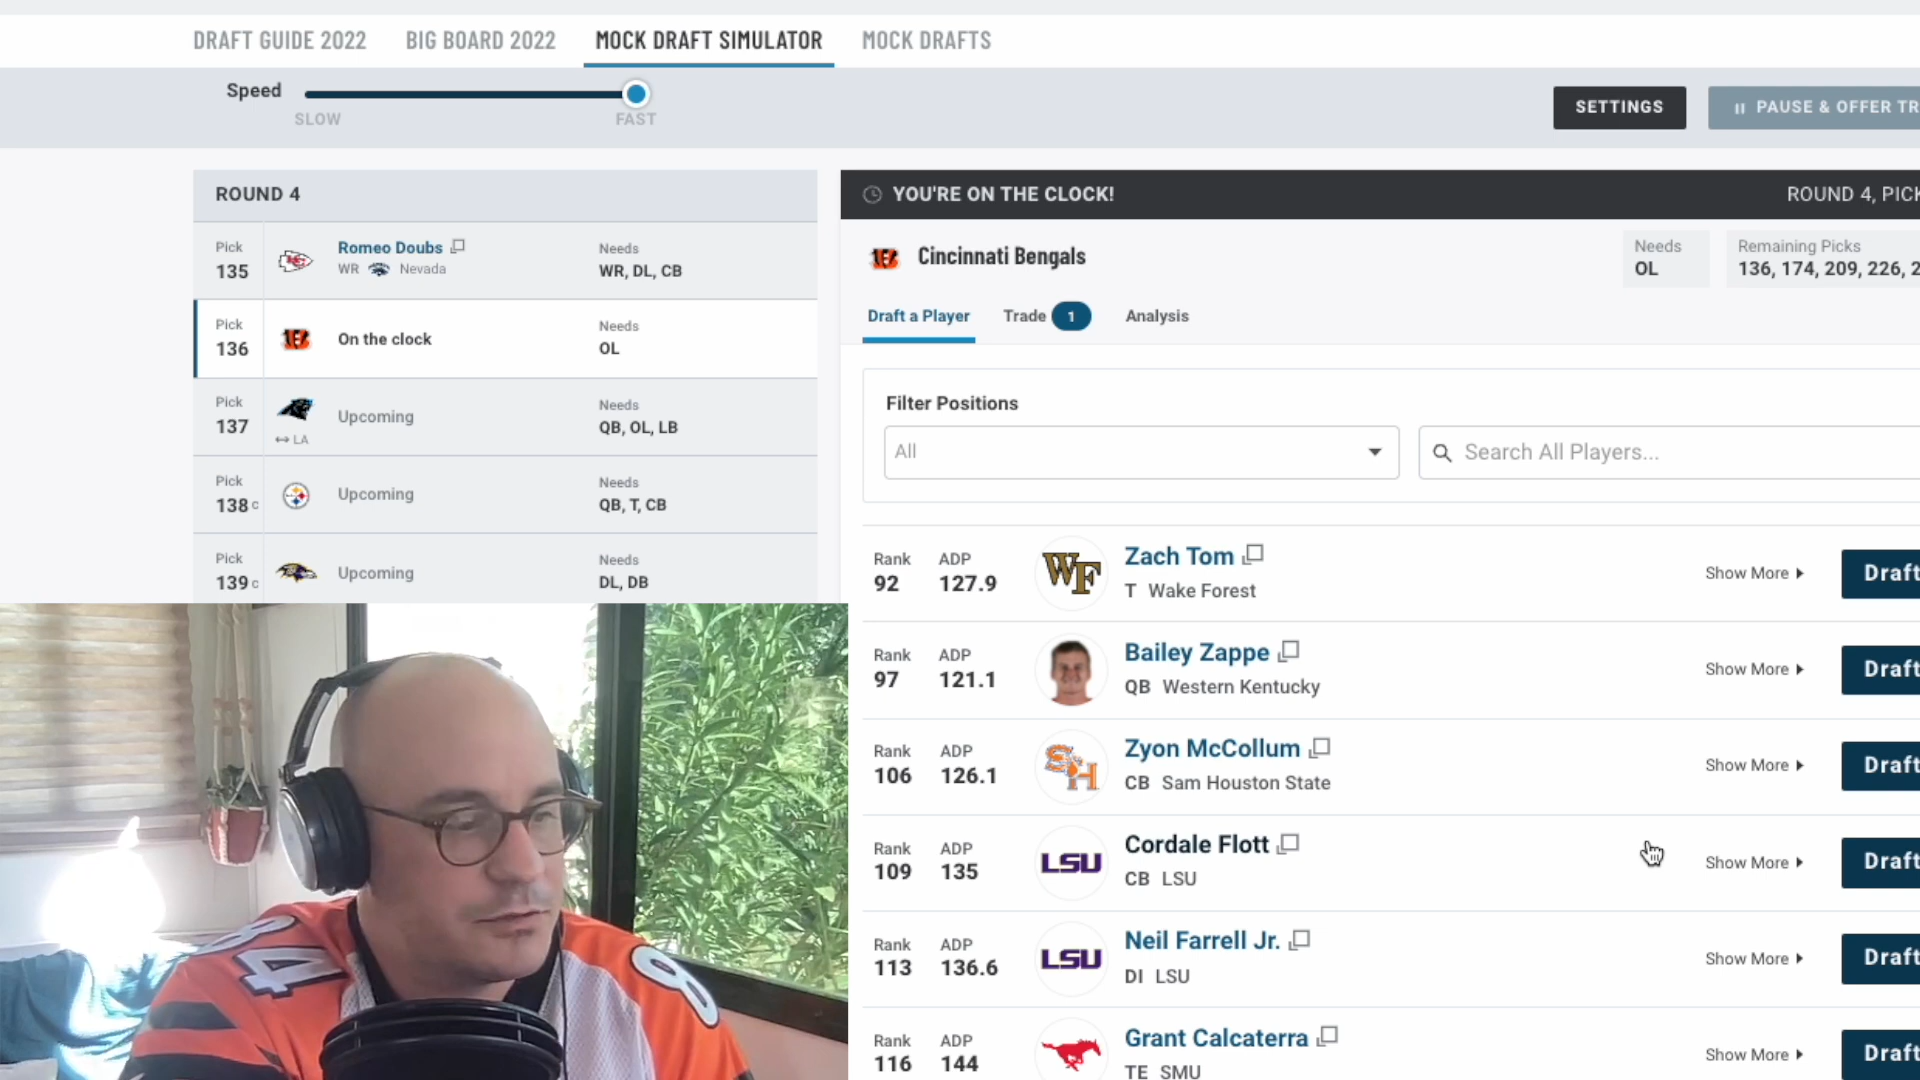 DRAFT GUIDE 2022 BIG BOARD 2022 MOCK DRAFT SIMULATOR MOCK DRAFTS
Speed
SLOW FAST
SETTINGS PAUSE & OFFER TR
ROUND 4
Pick 135
Romeo Doubs
WR Nevada
Needs
WR, DL, CB
Pick 136
On the clock
Needs
OL
Pick 137
↔ LA
Upcoming
Needs
QB, OL, LB
Pick 138 c
Upcoming
Needs
QB, T, CB
Pick 139 c
Upcoming
Needs
DL, DB
YOU'RE ON THE CLOCK! ROUND 4, PICK
Cincinnati Bengals
Needs
OL
Remaining Picks
136, 174, 209, 226, 2
Draft a Player Trade 1 Analysis
Filter Positions
All
Search All Players...
Rank ADP
92 127.9
WF
Zach Tom
T Wake Forest
Show More
Draft
Rank ADP
97 121.1
Bailey Zappe
QB Western Kentucky
Show More
Draft
Rank ADP
106 126.1
SH
Zyon McCollum
CB Sam Houston State
Show More
Draft
Rank ADP
109 135
LSU
Cordale Flott
CB LSU
Show More
Draft
Rank ADP
113 136.6
LSU
Neil Farrell Jr.
DI LSU
Show More
Draft
Rank ADP
116 144
Grant Calcaterra
TE SMU
Show More
Draft
84
8